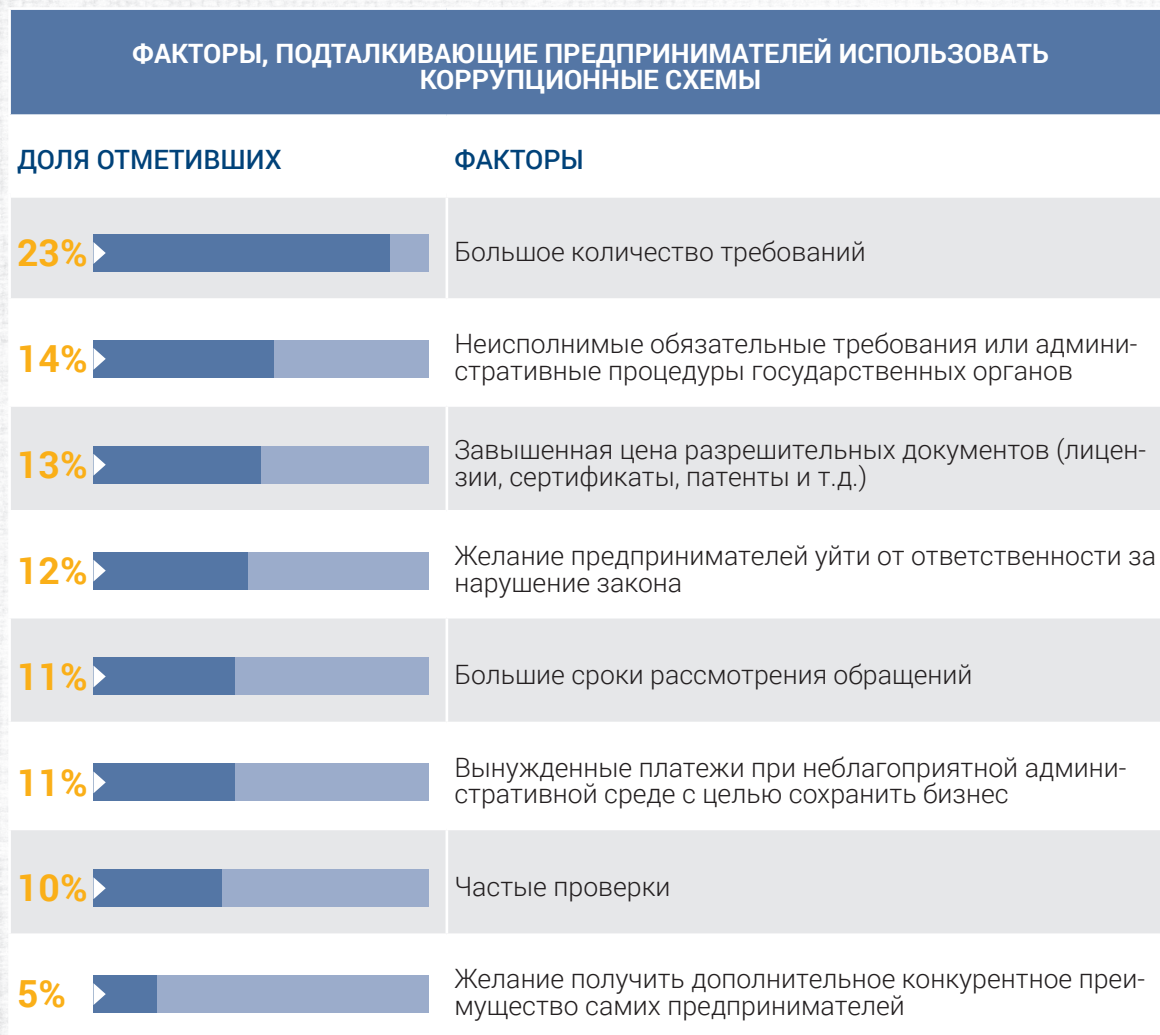 ФАКТОРЫ, ПОДТАЛКИВАЮЩИЕ ПРЕДПРИНИМАТЕЛЕЙ ИСПОЛЬЗОВАТЬ
КОРРУПЦИОННЫЕ СХЕМЫ
ДОЛЯ ОТМЕТИВШИХ ФАКТОРЫ
23% Большое количество требований
14% Неисполнимые обязательные требования или админи-
стративные процедуры государственных органов
13% Завышенная цена разрешительных документов (лицен-
зии, сертификаты, патенты и т.д.)
12% Желание предпринимателей уйти от ответственности за
нарушение закона
11% Большие сроки рассмотрения обращений
11% Вынужденные платежи при неблагоприятной админи-
стративной среде с целью сохранить бизнес
10% Частые проверки
5% Желание получить дополнительное конкурентное преи-
мущество самих предпринимателей